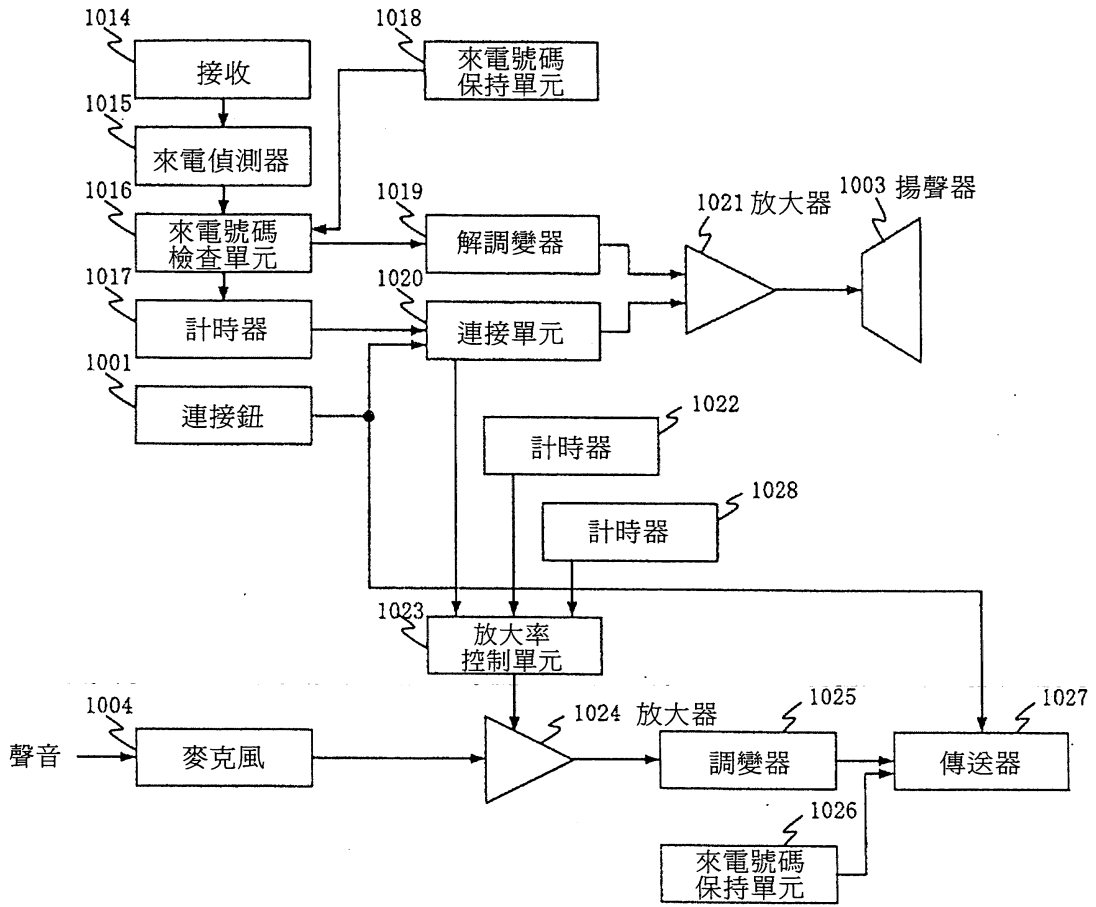 1014
接收
1018
來電號碼
保持單元
1015
來電偵測器
1016
來電號碼
檢查單元
1019
解調變器
1021 放大器
1003 揚聲器
1017
計時器
1020
連接單元
1001
連接鈕
1022
計時器
1028
計時器
1023
放大率
控制單元
1004
聲音
麥克風
1024 放大器
1025
調變器
1027
傳送器
1026
來電號碼
保持單元